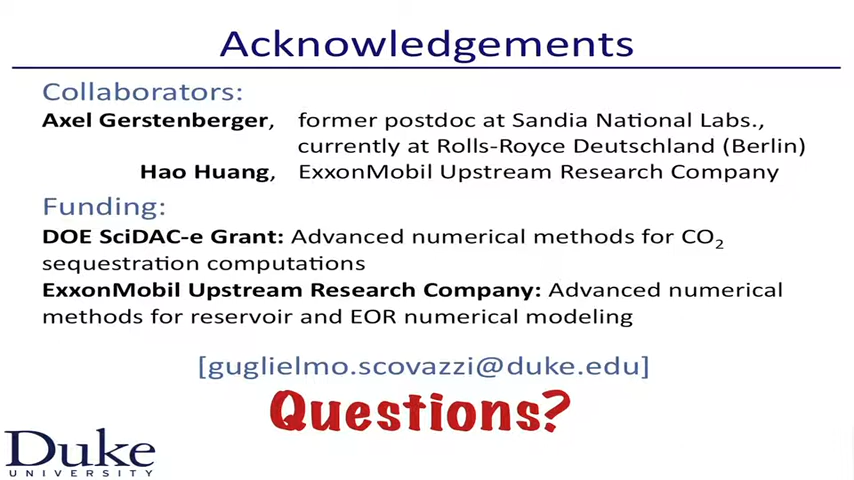 Acknowledgements
Collaborators:
Axel Gerstenberger, former postdoc at Sandia National Labs.,
currently at Rolls-Royce Deutschland (Berlin)
Hao Huang, ExxonMobil Upstream Research Company
Funding:
DOE SciDAC-e Grant: Advanced numerical methods for CO₂
sequestration computations
ExxonMobil Upstream Research Company: Advanced numerical
methods for reservoir and EOR numerical modeling
[guglielmo.scovazzi@duke.edu]
Questions?
Duke
UNIVERSITY